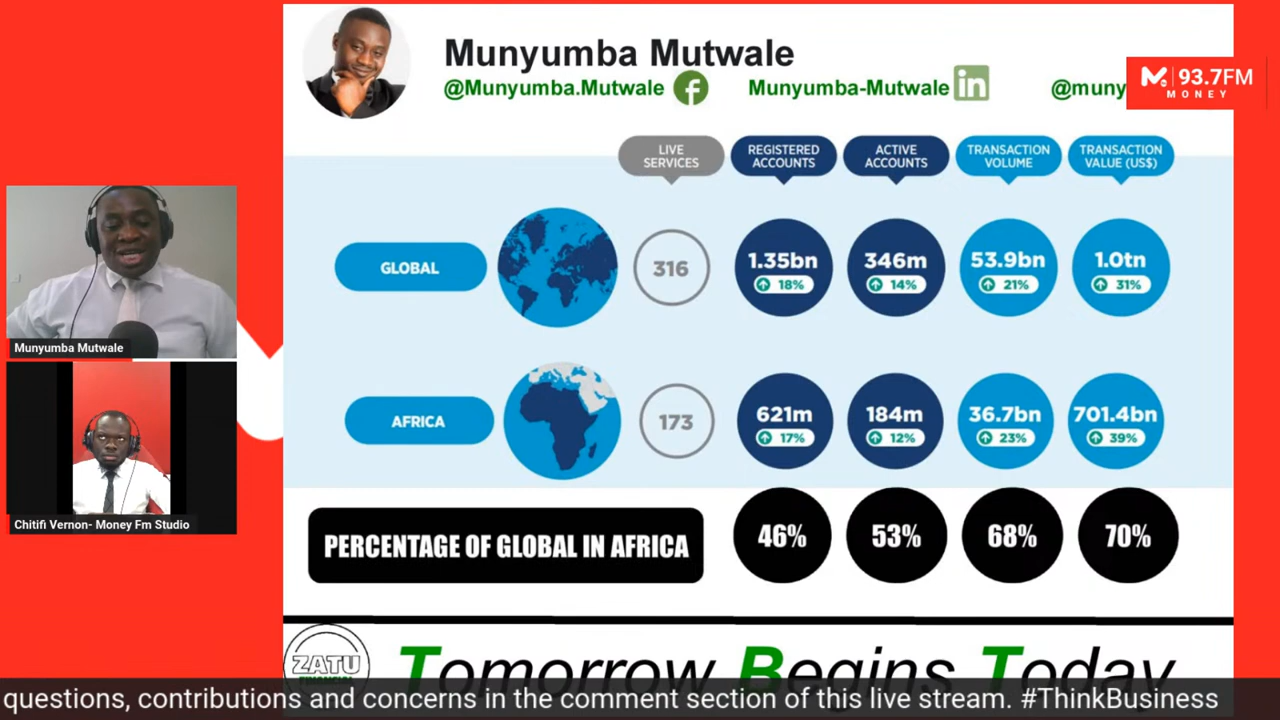 Munyumba Mutwale
@Munyumba.Mutwale f Munyumba-Mutwale in @muny
M 93.7FM
MONEY
LIVE SERVICES
REGISTERED ACCOUNTS
ACTIVE ACCOUNTS
TRANSACTION VOLUME
TRANSACTION VALUE (US$)
GLOBAL
316
1.35bn
18%
346m
14%
53.9bn
21%
1.0tn
31%
AFRICA
173
621m
17%
184m
12%
36.7bn
23%
701.4bn
39%
PERCENTAGE OF GLOBAL IN AFRICA
46%
53%
68%
70%
Munyumba Mutwale
Chitifi Vernon- Money Fm Studio
ZATU
Tomorrow Begins Today
questions, contributions and concerns in the comment section of this live stream. #ThinkBusiness